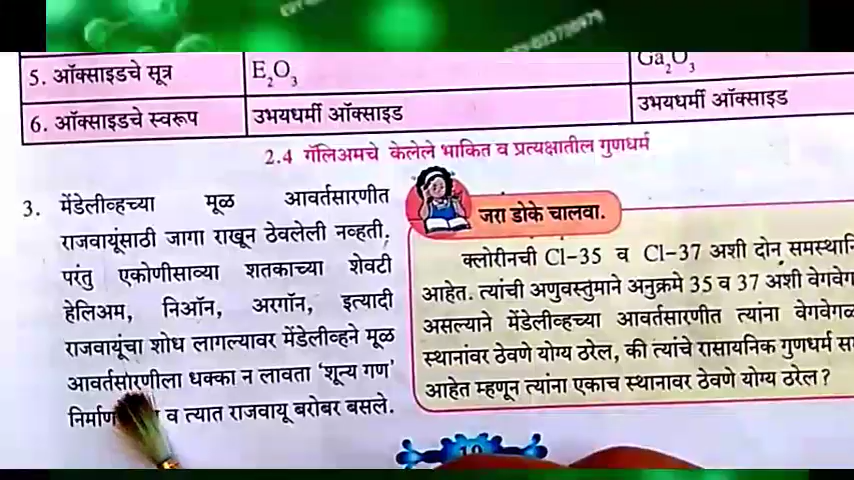 5. ऑक्साइडचे सूत्र E₂O₃ Ga₂O₃
6. ऑक्साइडचे स्वरूप उभयधर्मी ऑक्साइड उभयधर्मी ऑक्साइड
2.4 गॅलिअमचे केलेले भाकित व प्रत्यक्षातील गुणधर्म
3. मेंडेलीव्हच्या मूळ आवर्तसारणीत
राजवायूंसाठी जागा राखून ठेवलेली नव्हती.
परंतु एकोणीसाव्या शतकाच्या शेवटी
हेलिअम, निऑन, अरगॉन, इत्यादी
राजवायूंचा शोध लागल्यावर मेंडेलीव्हने मूळ
आवर्तसारणीला धक्का न लावता ‘शून्य गण’
निर्माण व त्यात राजवायू बरोबर बसले.
जरा डोके चालवा.
क्लोरीनची Cl-35 व Cl-37 अशी दोन समस्थानि
आहेत. त्यांची अणुवस्तुमाने अनुक्रमे 35 व 37 अशी वेगवेग
असल्याने मेंडेलीव्हच्या आवर्तसारणीत त्यांना वेगवेगळ
स्थानांवर ठेवणे योग्य ठरेल, की त्यांचे रासायनिक गुणधर्म स
आहेत म्हणून त्यांना एकाच स्थानावर ठेवणे योग्य ठरेल?